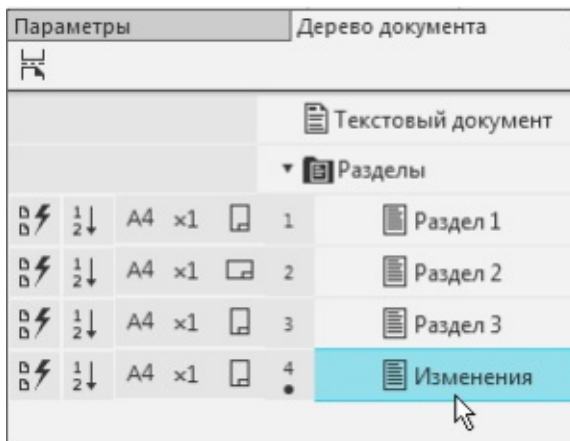 Параметры Дерево документа
Текстовый документ
Разделы
A4 ×1 1 Раздел 1
A4 ×1 2 Раздел 2
A4 ×1 3 Раздел 3
A4 ×1 4 Изменения